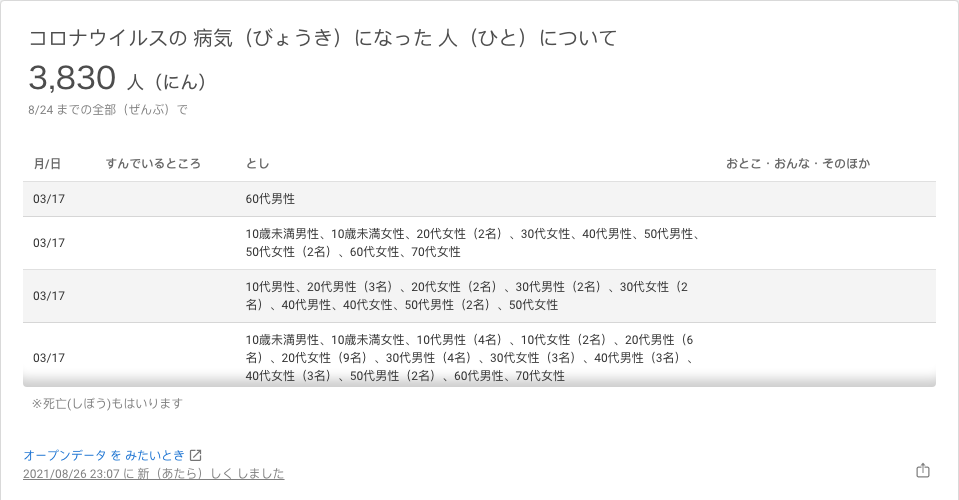 コロナウイルスの 病気（びょうき）になった 人（ひと）について
3,830 人（にん）
8/24 までの全部（ぜんぶ）で
月/日 すんでいるところ とし おとこ・おんな・そのほか
03/17 60代男性
03/17 10歳未満男性、10歳未満女性、20代女性（2名）、30代女性、40代男性、50代男性、
50代女性（2名）、60代女性、70代女性
03/17 10代男性、20代男性（3名）、20代女性（2名）、30代男性（2名）、30代女性（2
名）、40代男性、40代女性、50代男性（2名）、50代女性
03/17 10歳未満男性、10歳未満女性、10代男性（4名）、10代女性（2名）、20代男性（6
名）、20代女性（9名）、30代男性（4名）、30代女性（3名）、40代男性（3名）、
40代女性（3名）、50代男性（2名）、60代男性、70代女性
※死亡(しぼう)もはいります
オープンデータ を みたいとき
2021/08/26 23:07 に 新（あたら）しく しました